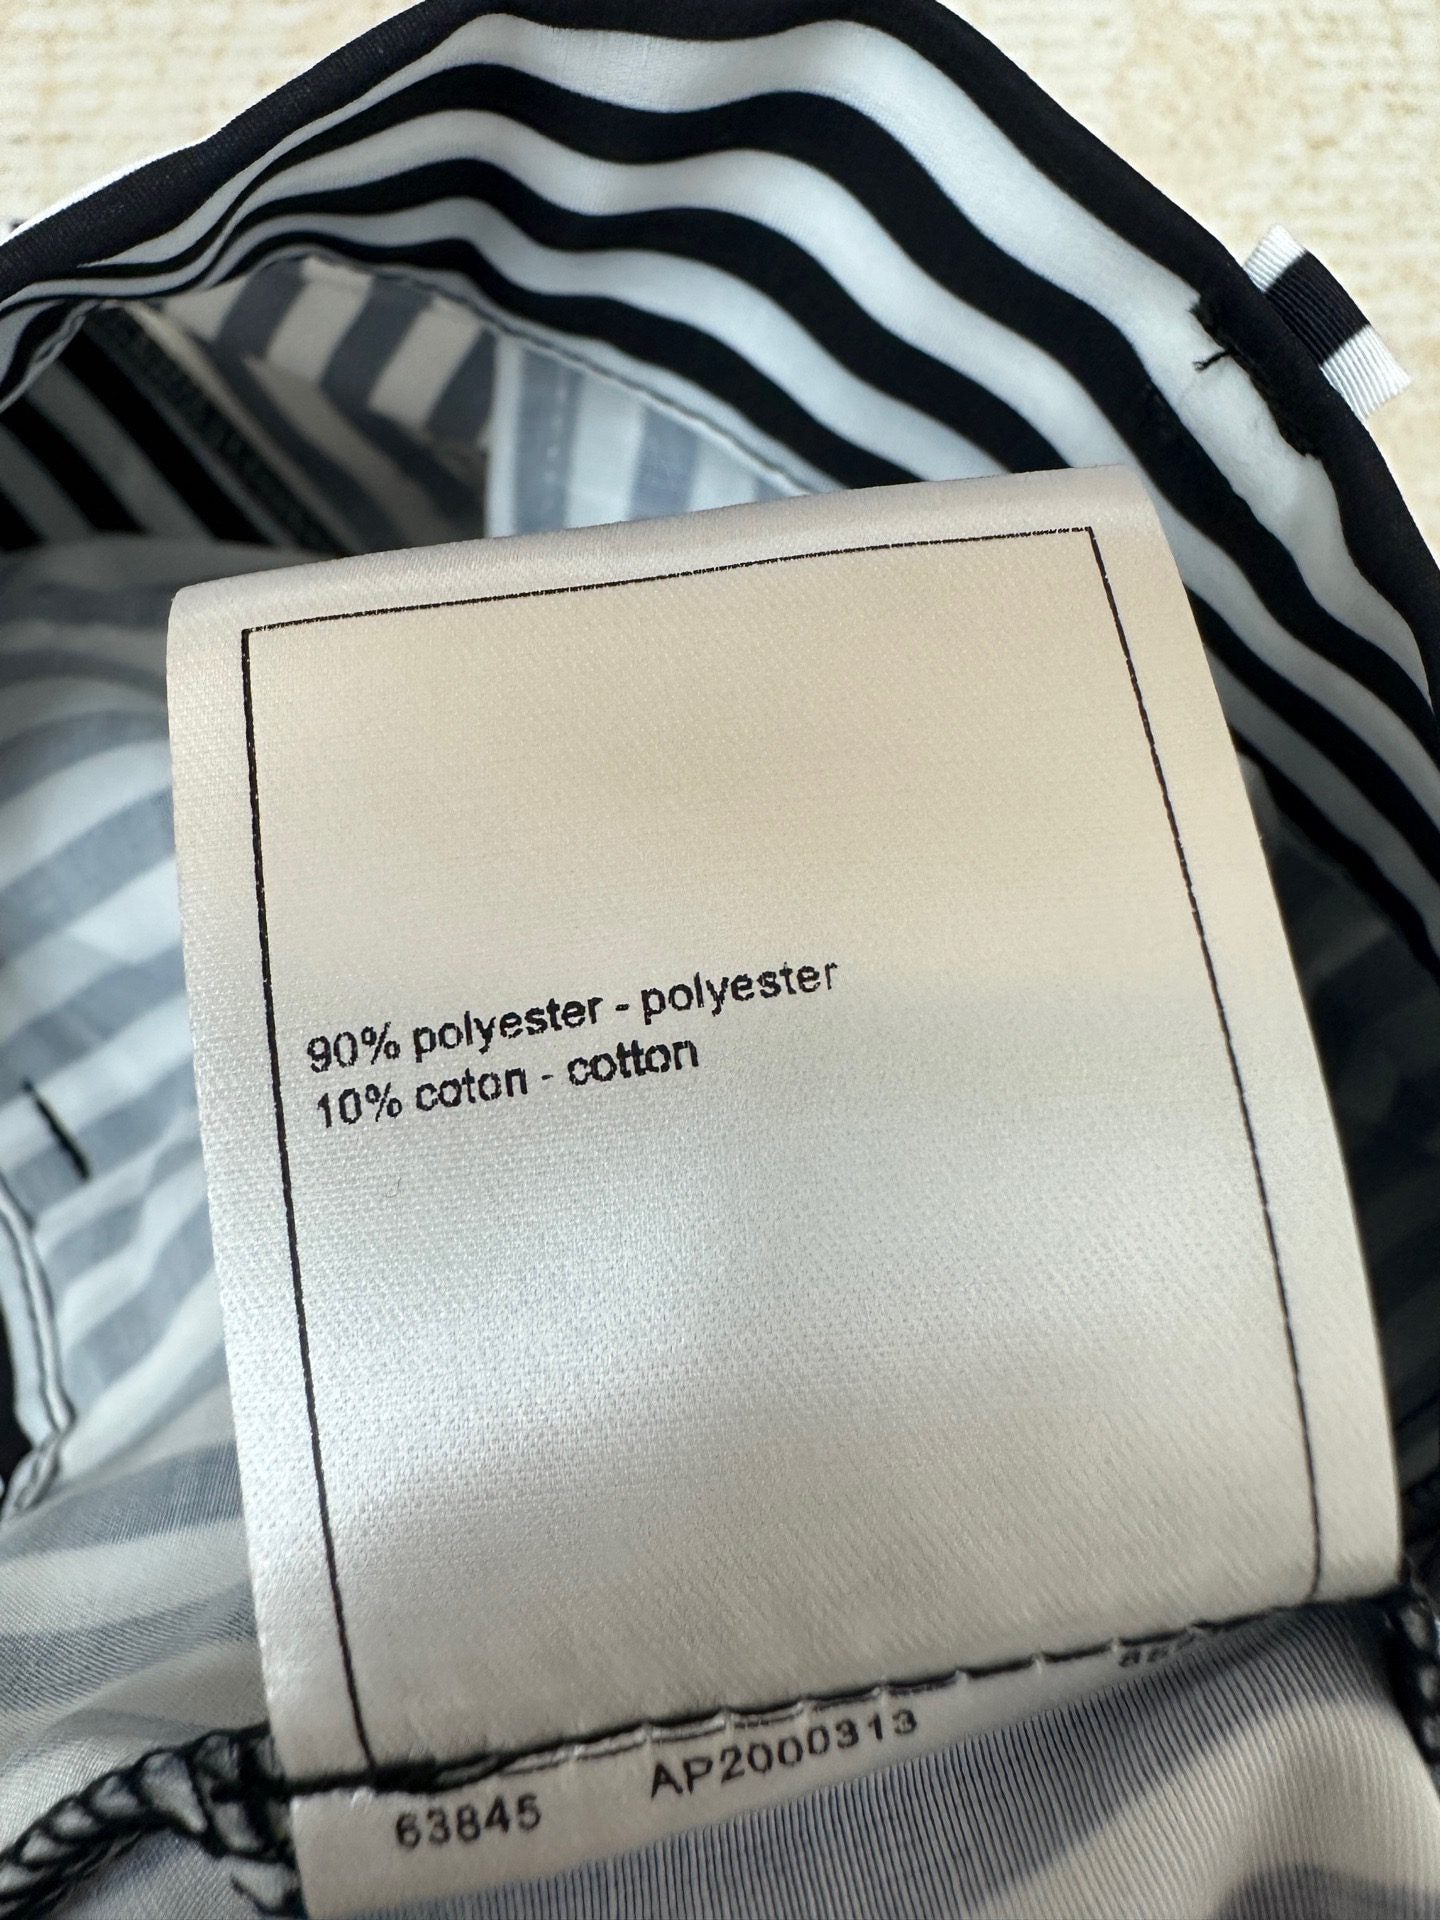 90% polyester - polyester
10% coton - cotton
63845 AP2000313